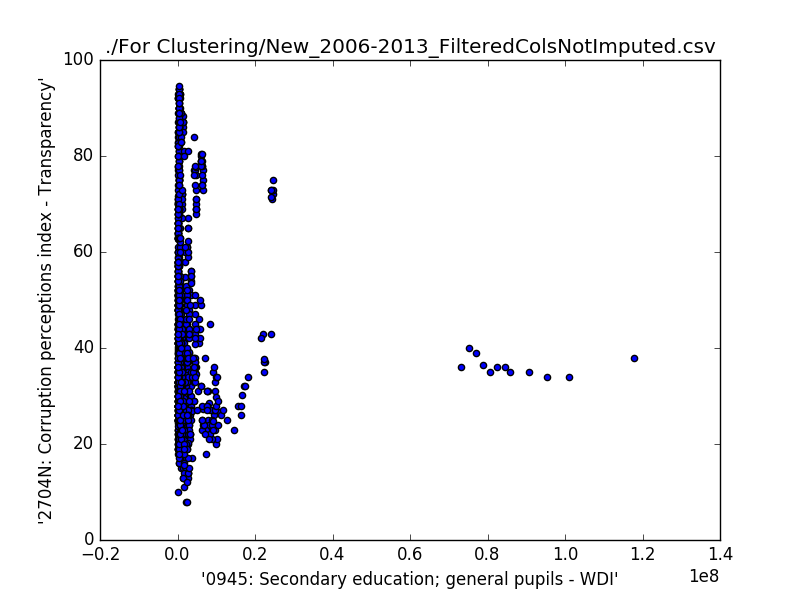 ./For Clustering/New_2006-2013_FilteredColsNotImputed.csv
'2704N: Corruption perceptions index - Transparency'
100
80
60
40
20
0
−0.2 0.0 0.2 0.4 0.6 0.8 1.0 1.2 1.4
1e8
'0945: Secondary education; general pupils - WDI'